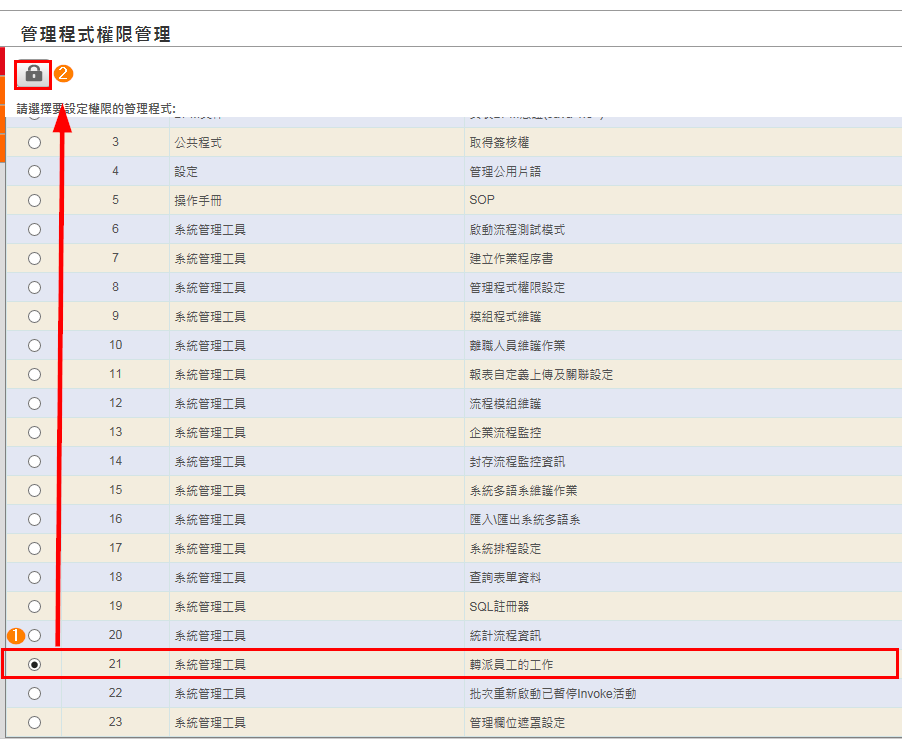 管理程式權限管理
2
請選擇要設定權限的管理程式:
3 公共程式 取得簽核權
4 設定 管理公用片語
5 操作手冊 SOP
6 系統管理工具 啟動流程測試模式
7 系統管理工具 建立作業程序書
8 系統管理工具 管理程式權限設定
9 系統管理工具 模組程式維護
10 系統管理工具 離職人員維護作業
11 系統管理工具 報表自定義上傳及關聯設定
12 系統管理工具 流程模組維護
13 系統管理工具 企業流程監控
14 系統管理工具 封存流程監控資訊
15 系統管理工具 系統多語系維護作業
16 系統管理工具 匯入\匯出系統多語系
17 系統管理工具 系統排程設定
18 系統管理工具 查詢表單資料
19 系統管理工具 SQL註冊器
1 20 系統管理工具 統計流程資訊
21 系統管理工具 轉派員工的工作
22 系統管理工具 批次重新啟動已暫停Invoke活動
23 系統管理工具 管理欄位遮罩設定